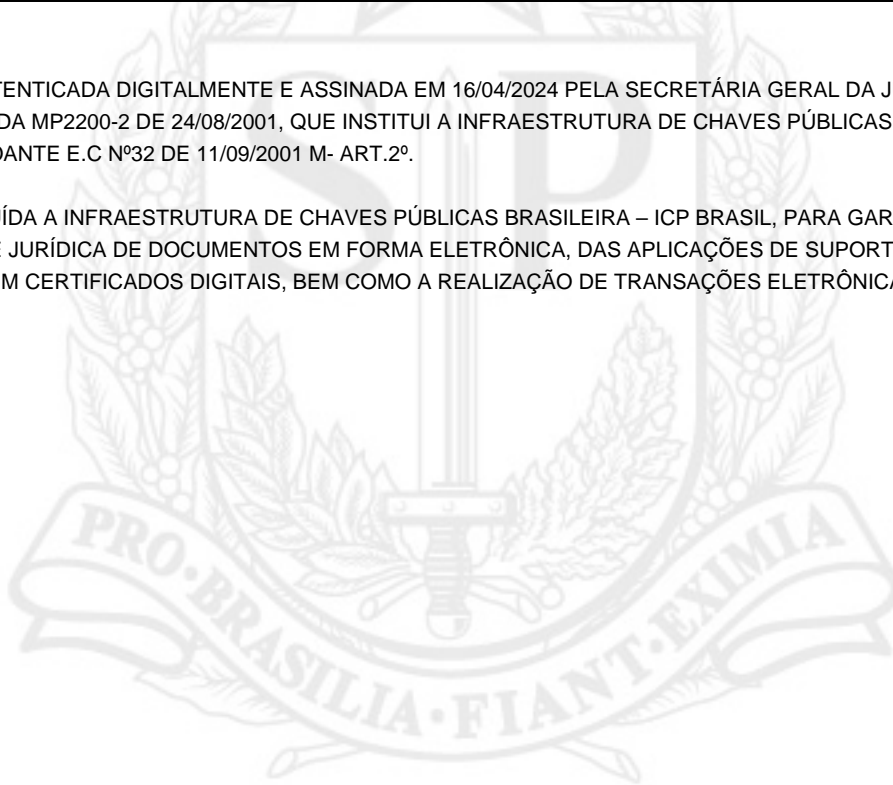 TENTICADA DIGITALMENTE E ASSINADA EM 16/04/2024 PELA SECRETÁRIA GERAL DA J
DA MP2200-2 DE 24/08/2001, QUE INSTITUI A INFRAESTRUTURA DE CHAVES PÚBLICAS
DANTE E.C Nº32 DE 11/09/2001 M- ART.2º.
ÍDA A INFRAESTRUTURA DE CHAVES PÚBLICAS BRASILEIRA – ICP BRASIL, PARA GAR
E JURÍDICA DE DOCUMENTOS EM FORMA ELETRÔNICA, DAS APLICAÇÕES DE SUPORT
M CERTIFICADOS DIGITAIS, BEM COMO A REALIZAÇÃO DE TRANSAÇÕES ELETRÔNICA
SP
PRO·BRASILIA·FIANT·EXIMIA